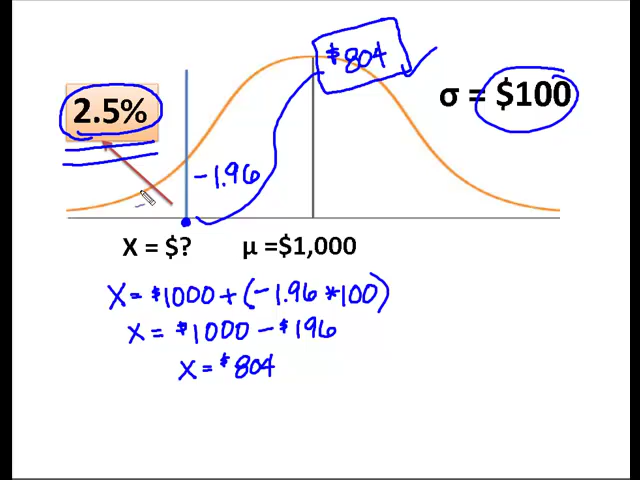 $804
σ = $100
2.5%
-1.96
X = $?
μ =$1,000
X = $1000 + (-1.96 *100)
X = $1000 - $196
X = $804